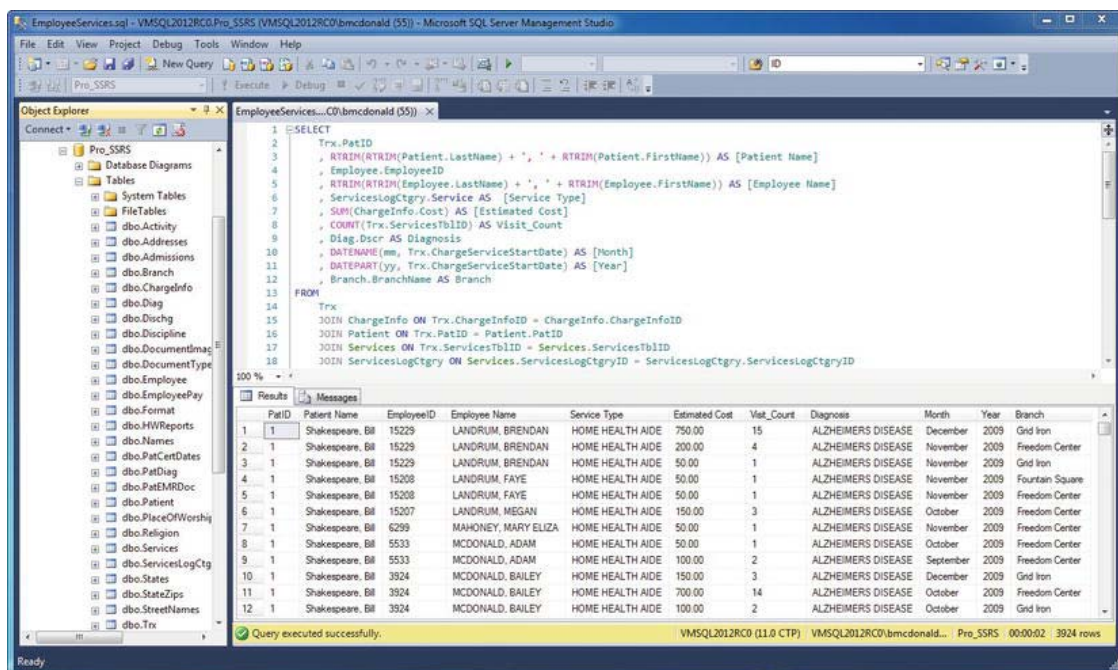 EmployeeServices.sql - VMSQL2012RC0.Pro_SSRS (VMSQL2012RC0\bmcdonald (55)) - Microsoft SQL Server Management Studio
File Edit View Project Debug Tools Window Help
New Query
ID
Pro_SSRS
Execute
Debug
Object Explorer
Connect
Pro_SSRS
Database Diagrams
Tables
System Tables
FileTables
dbo.Activity
dbo.Addresses
dbo.Admissions
dbo.Branch
dbo.ChargeInfo
dbo.Diag
dbo.Dischg
dbo.Discipline
dbo.DocumentImag
dbo.DocumentType
dbo.Employee
dbo.EmployeePay
dbo.Format
dbo.HWReports
dbo.Names
dbo.PatCertDates
dbo.PatDiag
dbo.PatEMRDoc
dbo.Patient
dbo.PlaceOfWorship
dbo.Religion
dbo.Services
dbo.ServicesLogCtg
dbo.States
dbo.StateZips
dbo.StreetNames
dbo.Trx
EmployeeServices....C0\bmcdonald (55))
1 SELECT
2 Trx.PatID
3 , RTRIM(RTRIM(Patient.LastName) + ', ' + RTRIM(Patient.FirstName)) AS [Patient Name]
4 , Employee.EmployeeID
5 , RTRIM(RTRIM(Employee.LastName) + ', ' + RTRIM(Employee.FirstName)) AS [Employee Name]
6 , ServicesLogCtgry.Service AS [Service Type]
7 , SUM(ChargeInfo.Cost) AS [Estimated Cost]
8 , COUNT(Trx.ServicesTblID) AS Visit_Count
9 , Diag.Dscr AS Diagnosis
10 , DATENAME(mm, Trx.ChargeServiceStartDate) AS [Month]
11 , DATEPART(yy, Trx.ChargeServiceStartDate) AS [Year]
12 , Branch.BranchName AS Branch
13 FROM
14 Trx
15 JOIN ChargeInfo ON Trx.ChargeInfoID = ChargeInfo.ChargeInfoID
16 JOIN Patient ON Trx.PatID = Patient.PatID
17 JOIN Services ON Trx.ServicesTblID = Services.ServicesTblID
18 JOIN ServicesLogCtgry ON Services.ServicesLogCtgryID = ServicesLogCtgry.ServicesLogCtgryID
100 %
Results Messages
PatID Patient Name EmployeeID Employee Name Service Type Estimated Cost Visit_Count Diagnosis Month Year Branch
1 1 Shakespeare, Bill 15229 LANDRUM, BRENDAN HOME HEALTH AIDE 750.00 15 ALZHEIMERS DISEASE December 2009 Grid Iron
2 1 Shakespeare, Bill 15229 LANDRUM, BRENDAN HOME HEALTH AIDE 200.00 4 ALZHEIMERS DISEASE November 2009 Freedom Center
3 1 Shakespeare, Bill 15229 LANDRUM, BRENDAN HOME HEALTH AIDE 50.00 1 ALZHEIMERS DISEASE November 2009 Grid Iron
4 1 Shakespeare, Bill 15208 LANDRUM, FAYE HOME HEALTH AIDE 50.00 1 ALZHEIMERS DISEASE November 2009 Fountain Square
5 1 Shakespeare, Bill 15208 LANDRUM, FAYE HOME HEALTH AIDE 50.00 1 ALZHEIMERS DISEASE November 2009 Freedom Center
6 1 Shakespeare, Bill 15207 LANDRUM, MEGAN HOME HEALTH AIDE 150.00 3 ALZHEIMERS DISEASE October 2009 Freedom Center
7 1 Shakespeare, Bill 6299 MAHONEY, MARY ELIZA HOME HEALTH AIDE 50.00 1 ALZHEIMERS DISEASE November 2009 Freedom Center
8 1 Shakespeare, Bill 5533 MCDONALD, ADAM HOME HEALTH AIDE 50.00 1 ALZHEIMERS DISEASE October 2009 Freedom Center
9 1 Shakespeare, Bill 5533 MCDONALD, ADAM HOME HEALTH AIDE 100.00 2 ALZHEIMERS DISEASE September 2009 Freedom Center
10 1 Shakespeare, Bill 3924 MCDONALD, BAILEY HOME HEALTH AIDE 150.00 3 ALZHEIMERS DISEASE December 2009 Grid Iron
11 1 Shakespeare, Bill 3924 MCDONALD, BAILEY HOME HEALTH AIDE 700.00 14 ALZHEIMERS DISEASE October 2009 Freedom Center
12 1 Shakespeare, Bill 3924 MCDONALD, BAILEY HOME HEALTH AIDE 100.00 2 ALZHEIMERS DISEASE October 2009 Grid Iron
Query executed successfully. VMSQL2012RC0 (11.0 CTP) VMSQL2012RC0\bmcdonald... Pro_SSRS 00:00:02 3924 rows
Ready